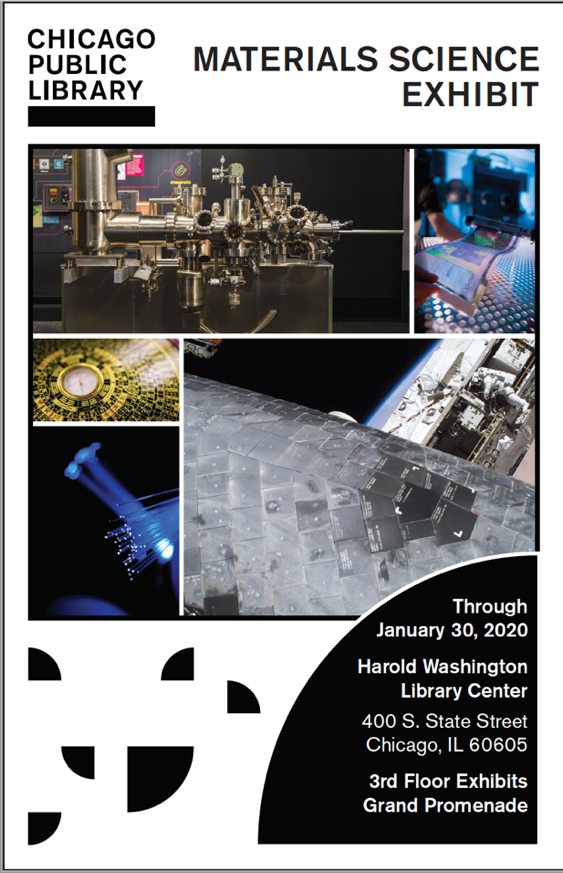 CHICAGO
PUBLIC
LIBRARY
MATERIALS SCIENCE
EXHIBIT
Through
January 30, 2020
Harold Washington
Library Center
400 S. State Street
Chicago, IL 60605
3rd Floor Exhibits
Grand Promenade